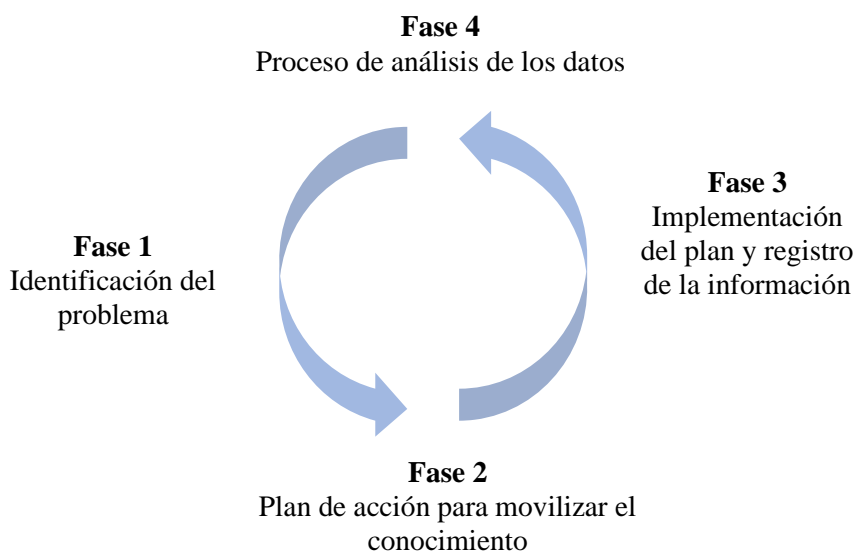 Fase 4
Proceso de análisis de los datos
Fase 3
Implementación
del plan y registro
de la información
Fase 1
Identificación del
problema
Fase 2
Plan de acción para movilizar el
conocimiento